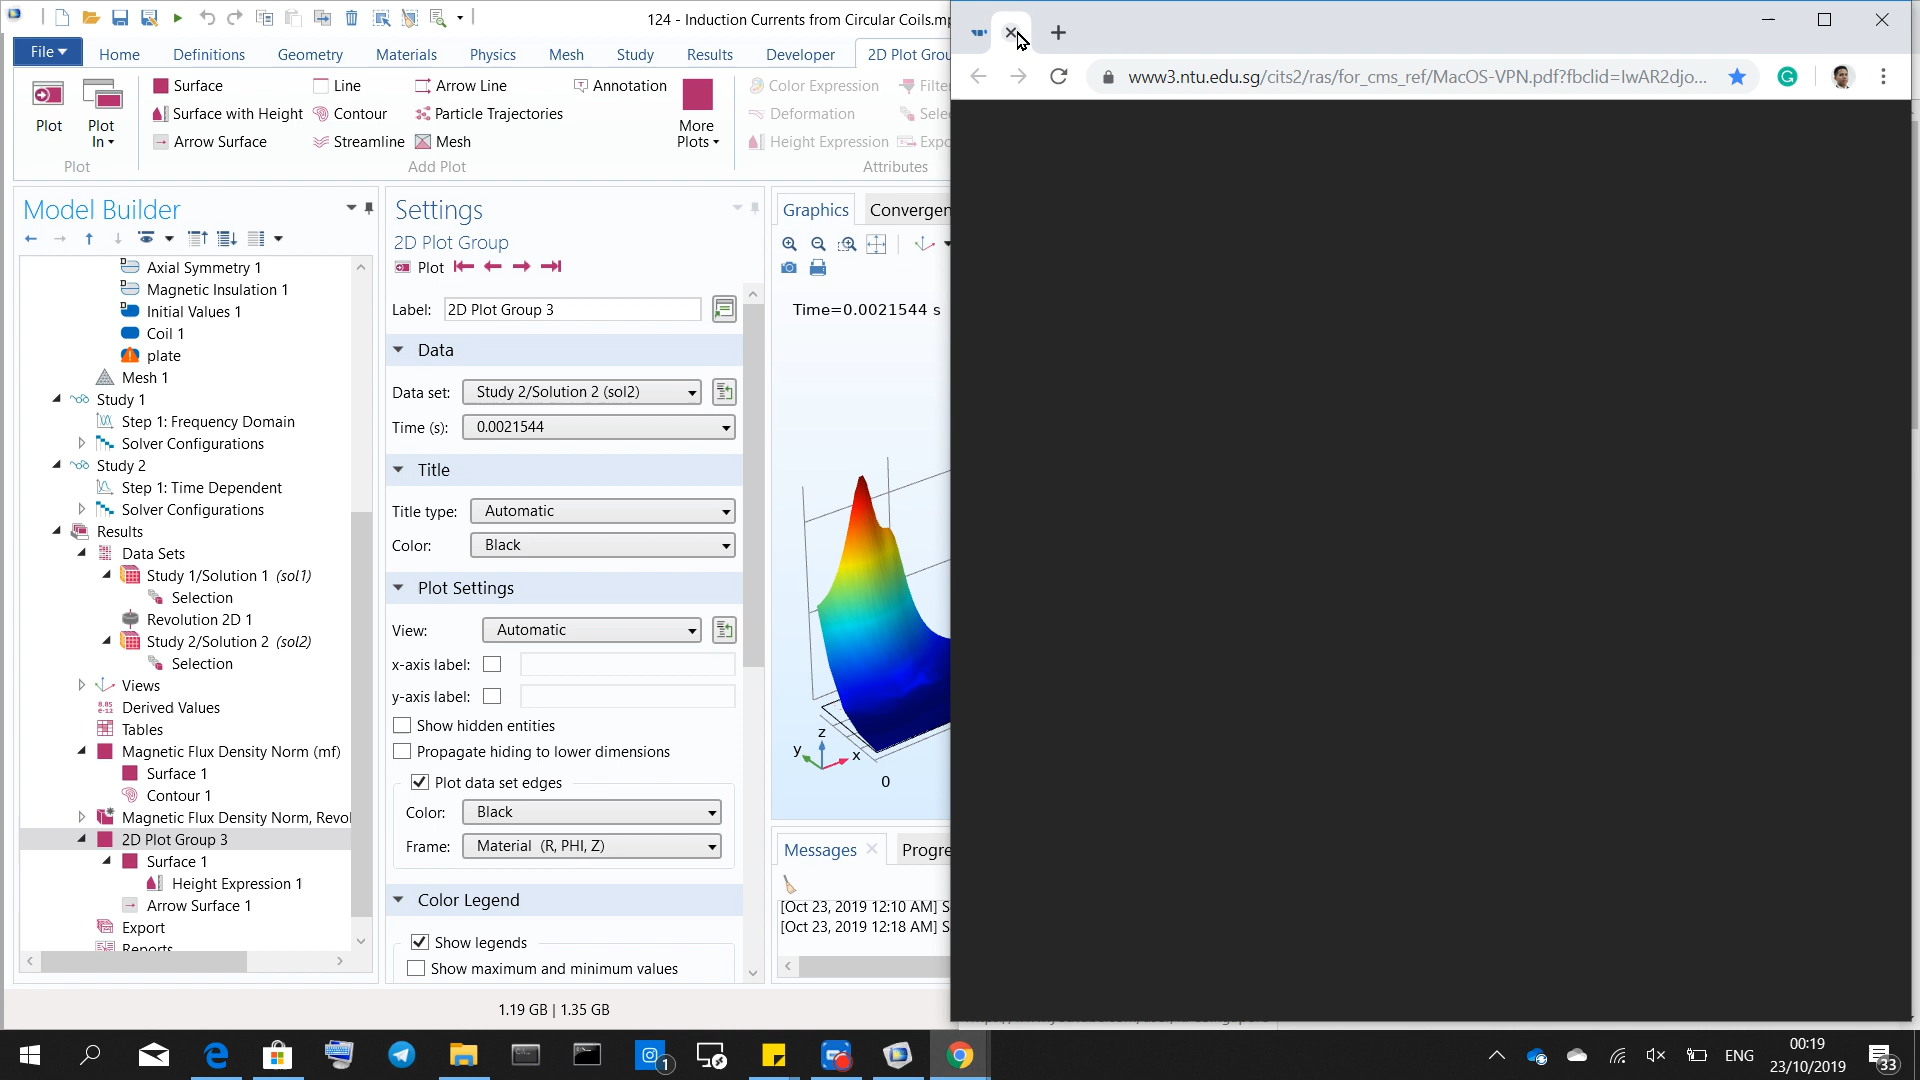 124 - Induction Currents from Circular Coils.mp
File
Home
Definitions
Geometry
Materials
Physics
Mesh
Study
Results
Developer
2D Plot Grou
Plot
Plot In
Plot
Surface
Surface with Height
Arrow Surface
Line
Contour
Streamline
Arrow Line
Particle Trajectories
Mesh
Annotation
More Plots
Add Plot
Color Expression
Deformation
Height Expression
Filte
Sele
Expo
Attributes
www3.ntu.edu.sg/cits2/ras/for_cms_ref/MacOS-VPN.pdf?fbclid=IwAR2djo...
Model Builder
Axial Symmetry 1
Magnetic Insulation 1
Initial Values 1
Coil 1
plate
Mesh 1
Study 1
Step 1: Frequency Domain
Solver Configurations
Study 2
Step 1: Time Dependent
Solver Configurations
Results
Data Sets
Study 1/Solution 1 (sol1)
Selection
Revolution 2D 1
Study 2/Solution 2 (sol2)
Selection
Views
8.85
e-12
Derived Values
Tables
Magnetic Flux Density Norm (mf)
Surface 1
Contour 1
Magnetic Flux Density Norm, Revol
2D Plot Group 3
Surface 1
Height Expression 1
Arrow Surface 1
Export
Reports
Settings
2D Plot Group
Plot
Label: 2D Plot Group 3
Data
Data set: Study 2/Solution 2 (sol2)
Time (s): 0.0021544
Title
Title type: Automatic
Color: Black
Plot Settings
View: Automatic
x-axis label:
y-axis label:
Show hidden entities
Propagate hiding to lower dimensions
Plot data set edges
Color: Black
Frame: Material (R, PHI, Z)
Color Legend
Show legends
Show maximum and minimum values
Graphics
Convergen
Time=0.0021544 s
z
y
x
0
Messages
Progre
[Oct 23, 2019 12:10 AM] S
[Oct 23, 2019 12:18 AM] S
1.19 GB | 1.35 GB
1
ENG
00:19
23/10/2019
33